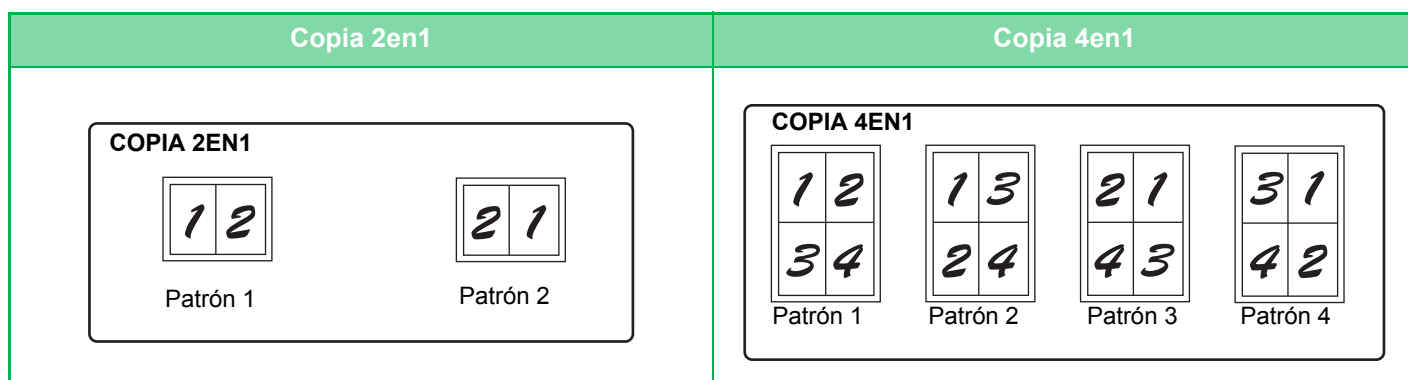 Copia 2en1
Copia 4en1
COPIA 2EN1
1 2
2 1
Patrón 1
Patrón 2
COPIA 4EN1
1 2
3 4
1 3
2 4
2 1
4 3
3 1
4 2
Patrón 1
Patrón 2
Patrón 3
Patrón 4